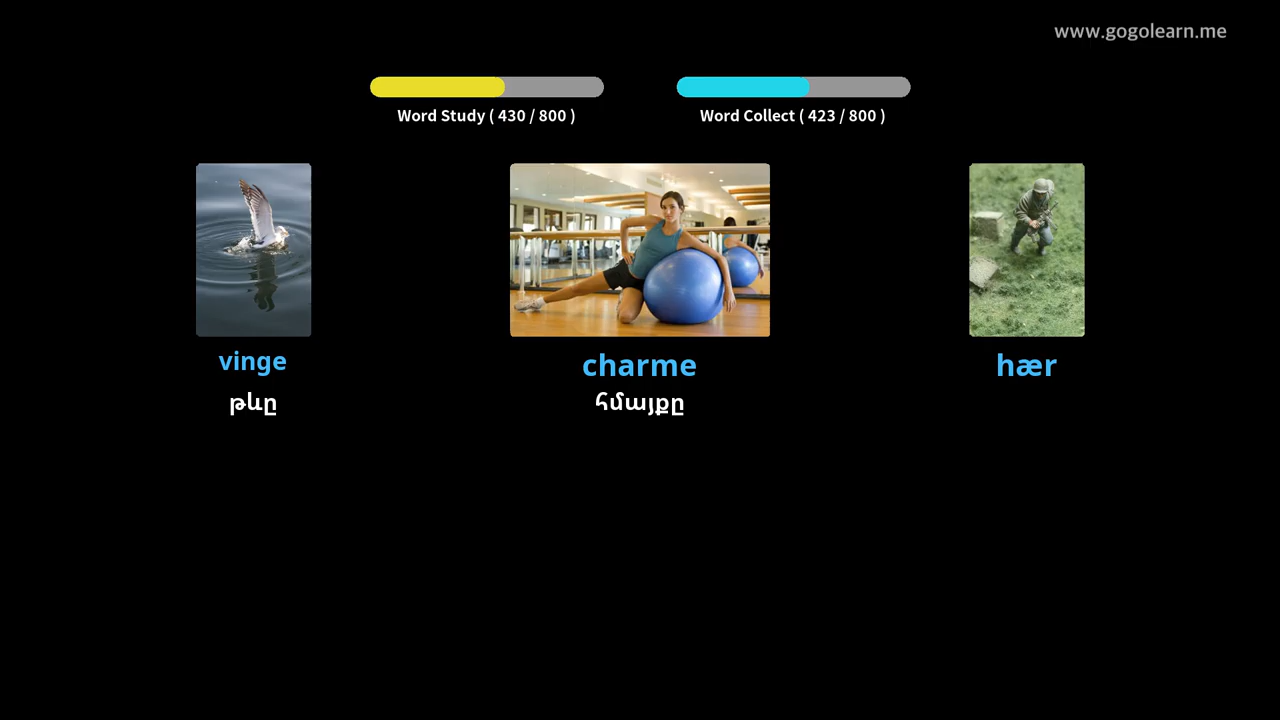 www.gogolearn.me
Word Study ( 430 / 800 )
Word Collect ( 423 / 800 )
vinge
թևը
charme
հմայքը
hær